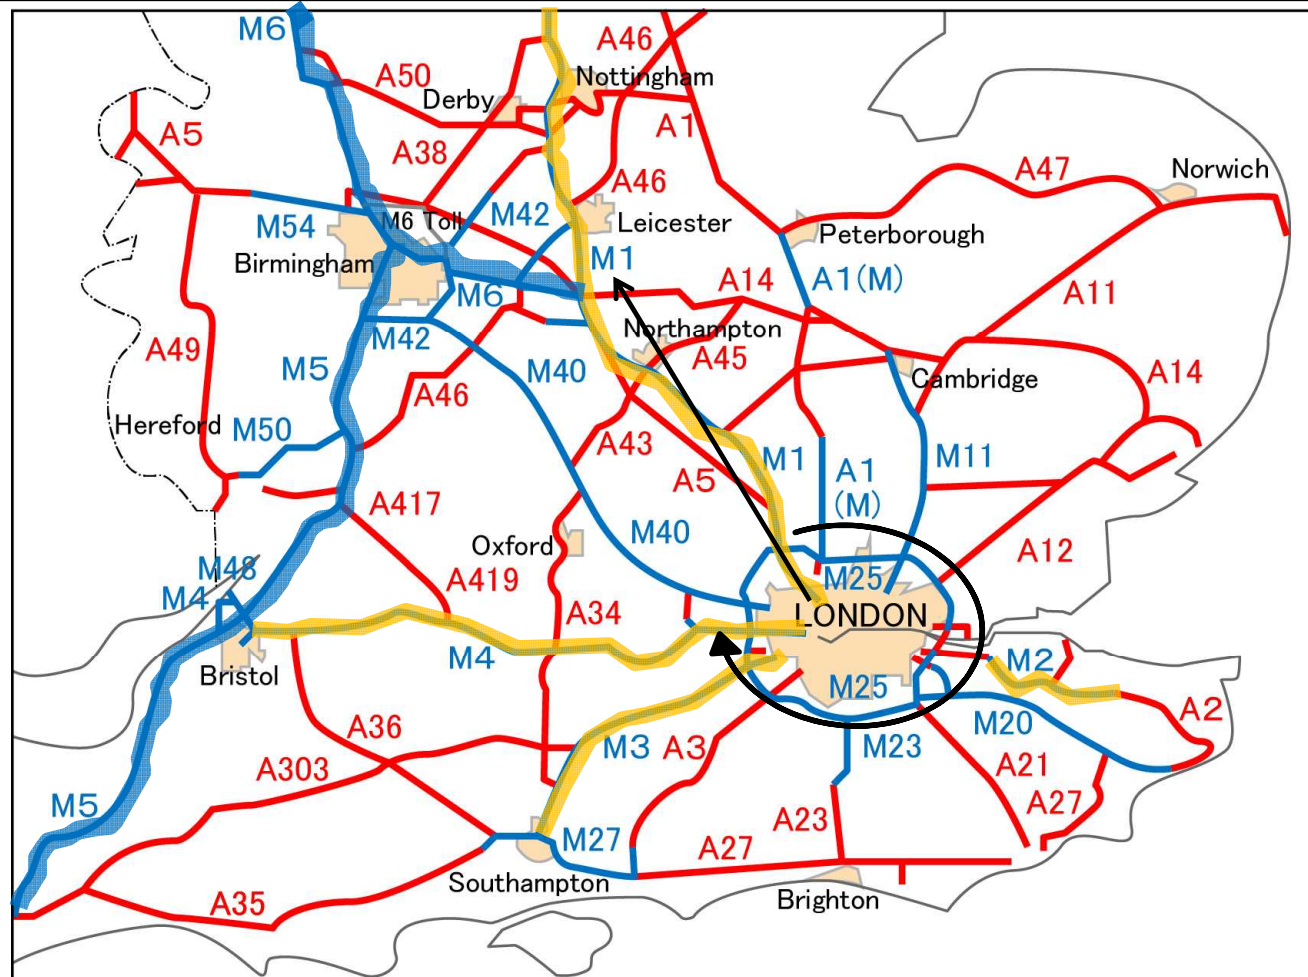 M6
A46
A50
Nottingham
Derby
A1
A5
A38
A47
Norwich
A46
M42
M6 Toll
Leicester
M54
Peterborough
Birmingham
M1
A14
A1(M)
A11
M6
Northampton
M42
A49
A45
M5
M40
Cambridge
A14
A46
Hereford
M50
A43
M1
M11
A5
A1
(M)
A417
M40
Oxford
A12
M48
A419
M25
M4
A34
LONDON
M4
M2
Bristol
M25
A2
M20
A36
M3
A3
M23
A303
A21
M5
A27
A23
M27
A27
Southampton
Brighton
A35